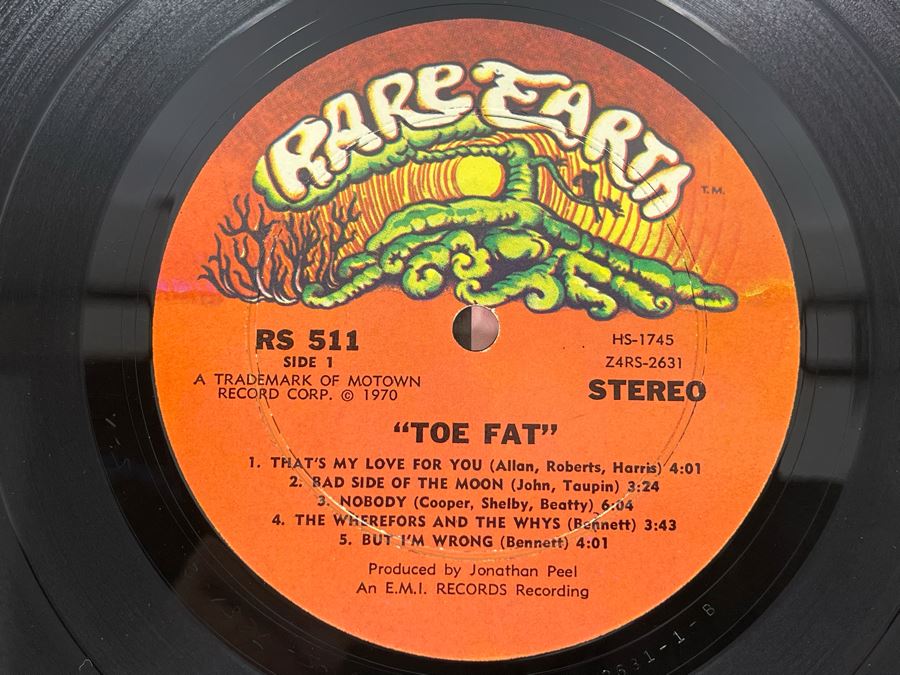 RARE EARTH
T.M.
RS 511
SIDE 1
A TRADEMARK OF MOTOWN
RECORD CORP. © 1970
HS-1745
Z4RS-2631
STEREO
"TOE FAT"
1. THAT'S MY LOVE FOR YOU (Allan, Roberts, Harris) 4:01
2. BAD SIDE OF THE MOON (John, Taupin) 3:24
3. NOBODY (Cooper, Shelby, Beatty) 6:04
4. THE WHEREFORS AND THE WHYS (Bennett) 3:43
5. BUT I'M WRONG (Bennett) 4:01
Produced by Jonathan Peel
An E.M.I. RECORDS Recording
2631-1-B